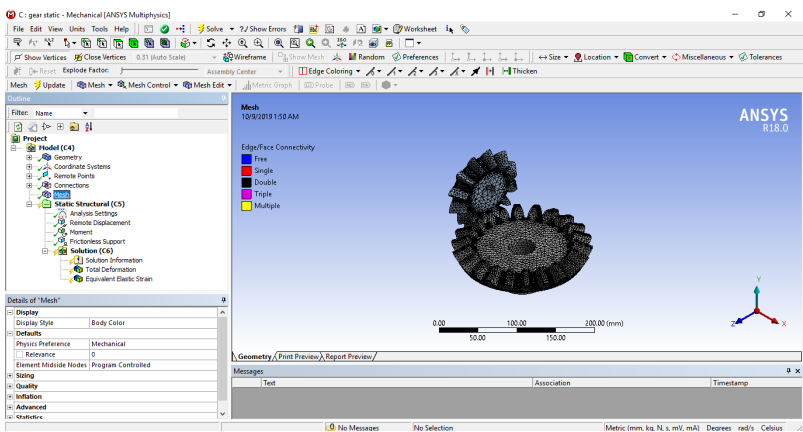 C : gear static - Mechanical [ANSYS Multiphysics]
File Edit View Units Tools Help Solve ?/ Show Errors Worksheet
Show Vertices Close Vertices 0.31 (Auto Scale) Wireframe Show Mesh Random Preferences Size Location Convert Miscellaneous Tolerances
Reset Explode Factor: Assembly Center Edge Coloring Thicken
Mesh Update Mesh Mesh Control Mesh Edit Metric Graph Probe
Outline
Filter: Name
Project
Model (C4)
Geometry
Coordinate Systems
Remote Points
Connections
Mesh
Static Structural (C5)
Analysis Settings
Remote Displacement
Moment
Frictionless Support
Solution (C6)
Solution Information
Total Deformation
Equivalent Elastic Strain
Details of "Mesh"
Display
Display Style Body Color
Defaults
Physics Preference Mechanical
Relevance 0
Element Midside Nodes Program Controlled
Sizing
Quality
Inflation
Advanced
Statistics
Mesh
10/9/2019 1:50 AM
Edge/Face Connectivity
Free
Single
Double
Triple
Multiple
ANSYS
R18.0
Y
Z X
0.00 100.00 200.00 (mm)
50.00 150.00
Geometry Print Preview Report Preview
Messages
Text Association Timestamp
0 No Messages No Selection Metric (mm, kg, N, s, mV, mA) Degrees rad/s Celsius